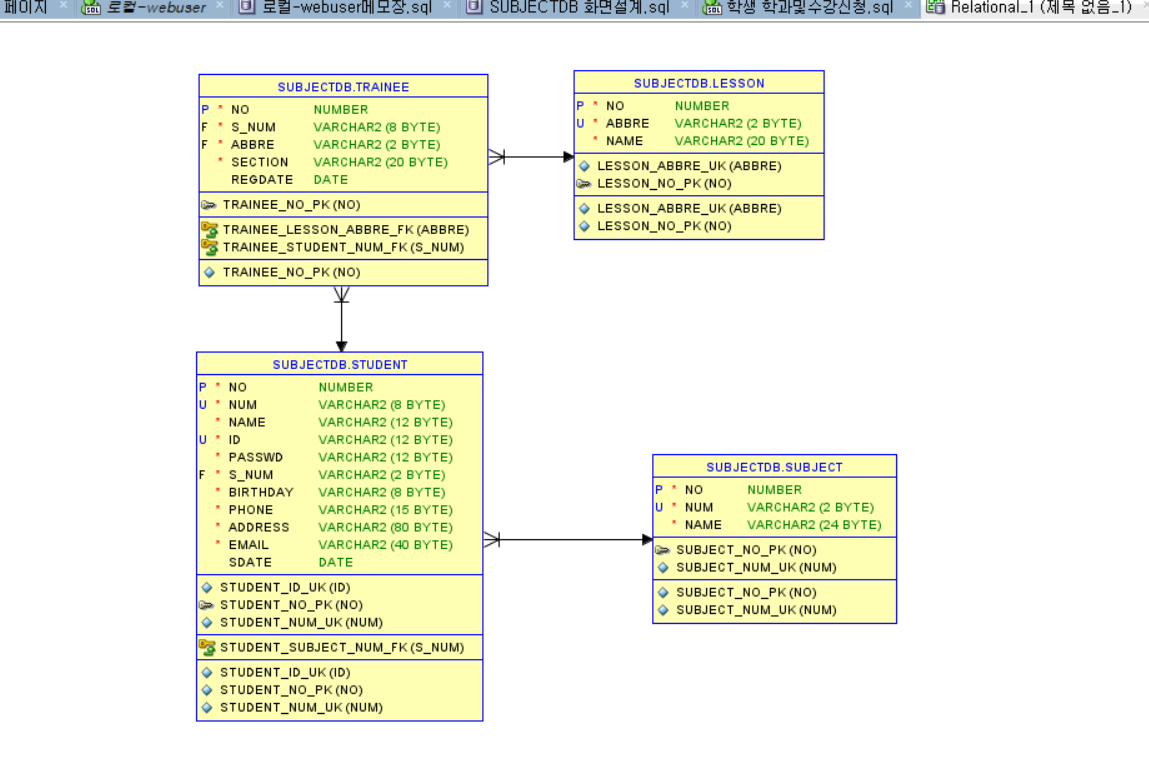 페이지
로컬-webuser
로컬-webuser메모장.sql
SUBJECTDB 화면설계.sql
학생 학과및수강신청.sql
Relational_1 (제목 없음_1)
SUBJECTDB.TRAINEE
P * NO NUMBER
F * S_NUM VARCHAR2 (8 BYTE)
F * ABBRE VARCHAR2 (2 BYTE)
* SECTION VARCHAR2 (20 BYTE)
REGDATE DATE
TRAINEE_NO_PK (NO)
TRAINEE_LESSON_ABBRE_FK (ABBRE)
TRAINEE_STUDENT_NUM_FK (S_NUM)
TRAINEE_NO_PK (NO)
SUBJECTDB.LESSON
P * NO NUMBER
U * ABBRE VARCHAR2 (2 BYTE)
* NAME VARCHAR2 (20 BYTE)
LESSON_ABBRE_UK (ABBRE)
LESSON_NO_PK (NO)
LESSON_ABBRE_UK (ABBRE)
LESSON_NO_PK (NO)
SUBJECTDB.STUDENT
P * NO NUMBER
U * NUM VARCHAR2 (8 BYTE)
* NAME VARCHAR2 (12 BYTE)
U * ID VARCHAR2 (12 BYTE)
* PASSWD VARCHAR2 (12 BYTE)
F * S_NUM VARCHAR2 (2 BYTE)
* BIRTHDAY VARCHAR2 (8 BYTE)
* PHONE VARCHAR2 (15 BYTE)
* ADDRESS VARCHAR2 (80 BYTE)
* EMAIL VARCHAR2 (40 BYTE)
SDATE DATE
STUDENT_ID_UK (ID)
STUDENT_NO_PK (NO)
STUDENT_NUM_UK (NUM)
STUDENT_SUBJECT_NUM_FK (S_NUM)
STUDENT_ID_UK (ID)
STUDENT_NO_PK (NO)
STUDENT_NUM_UK (NUM)
SUBJECTDB.SUBJECT
P * NO NUMBER
U * NUM VARCHAR2 (2 BYTE)
* NAME VARCHAR2 (24 BYTE)
SUBJECT_NO_PK (NO)
SUBJECT_NUM_UK (NUM)
SUBJECT_NO_PK (NO)
SUBJECT_NUM_UK (NUM)